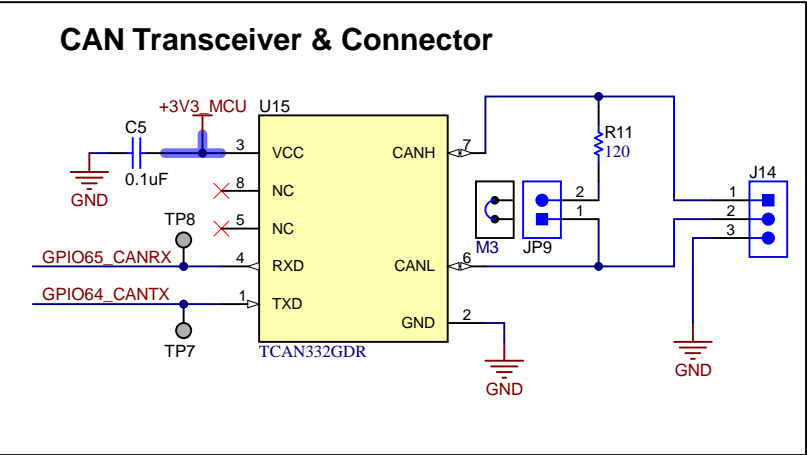 CAN Transceiver & Connector
+3V3_MCU
U15
C5
0.1uF
GND
3
VCC
CANH
7
R11
120
J14
8
NC
1
2
3
2
1
M3
JP9
TP8
5
NC
GPIO65_CANRX
4
RXD
CANL
6
GPIO64_CANTX
1
TXD
TP7
GND
2
TCAN332GDR
GND
GND